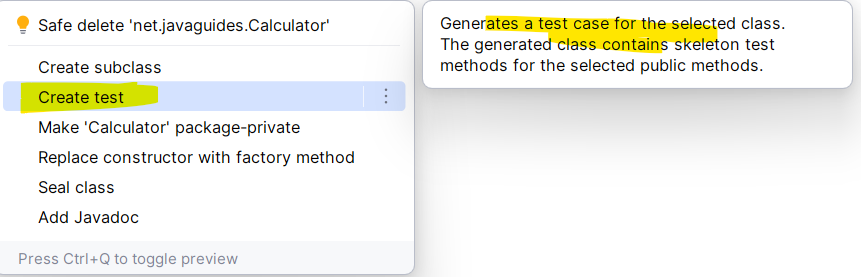 Safe delete 'net.javaguides.Calculator'
Create subclass
Create test
Make 'Calculator' package-private
Replace constructor with factory method
Seal class
Add Javadoc
Press Ctrl+Q to toggle preview
Generates a test case for the selected class.
The generated class contains skeleton test
methods for the selected public methods.